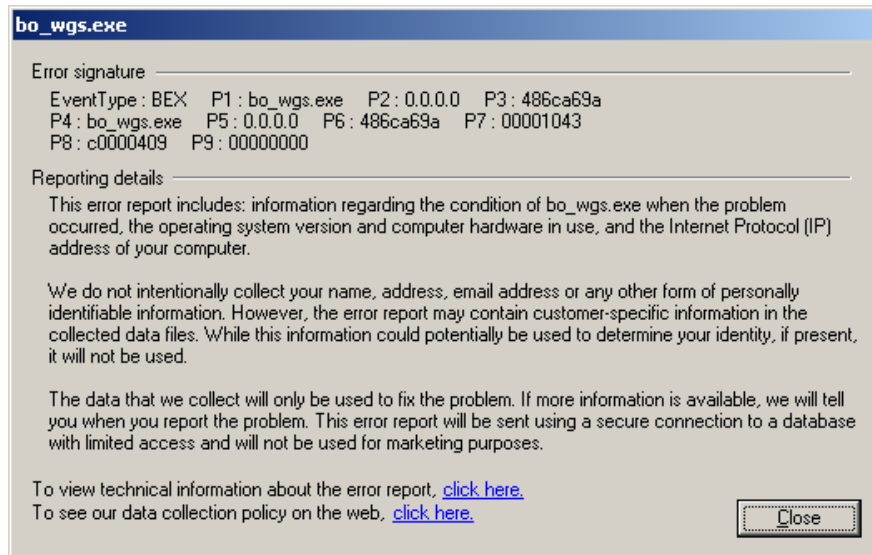 bo_wgs.exe
Error signature
EventType : BEX P1 : bo_wgs.exe P2 : 0.0.0.0 P3 : 486ca69a
P4 : bo_wgs.exe P5 : 0.0.0.0 P6 : 486ca69a P7 : 00001043
P8 : c0000409 P9 : 00000000
Reporting details
This error report includes: information regarding the condition of bo_wgs.exe when the problem
occurred, the operating system version and computer hardware in use, and the Internet Protocol (IP)
address of your computer.
We do not intentionally collect your name, address, email address or any other form of personally
identifiable information. However, the error report may contain customer-specific information in the
collected data files. While this information could potentially be used to determine your identity, if present,
it will not be used.
The data that we collect will only be used to fix the problem. If more information is available, we will tell
you when you report the problem. This error report will be sent using a secure connection to a database
with limited access and will not be used for marketing purposes.
To view technical information about the error report, click here.
To see our data collection policy on the web, click here.
Close